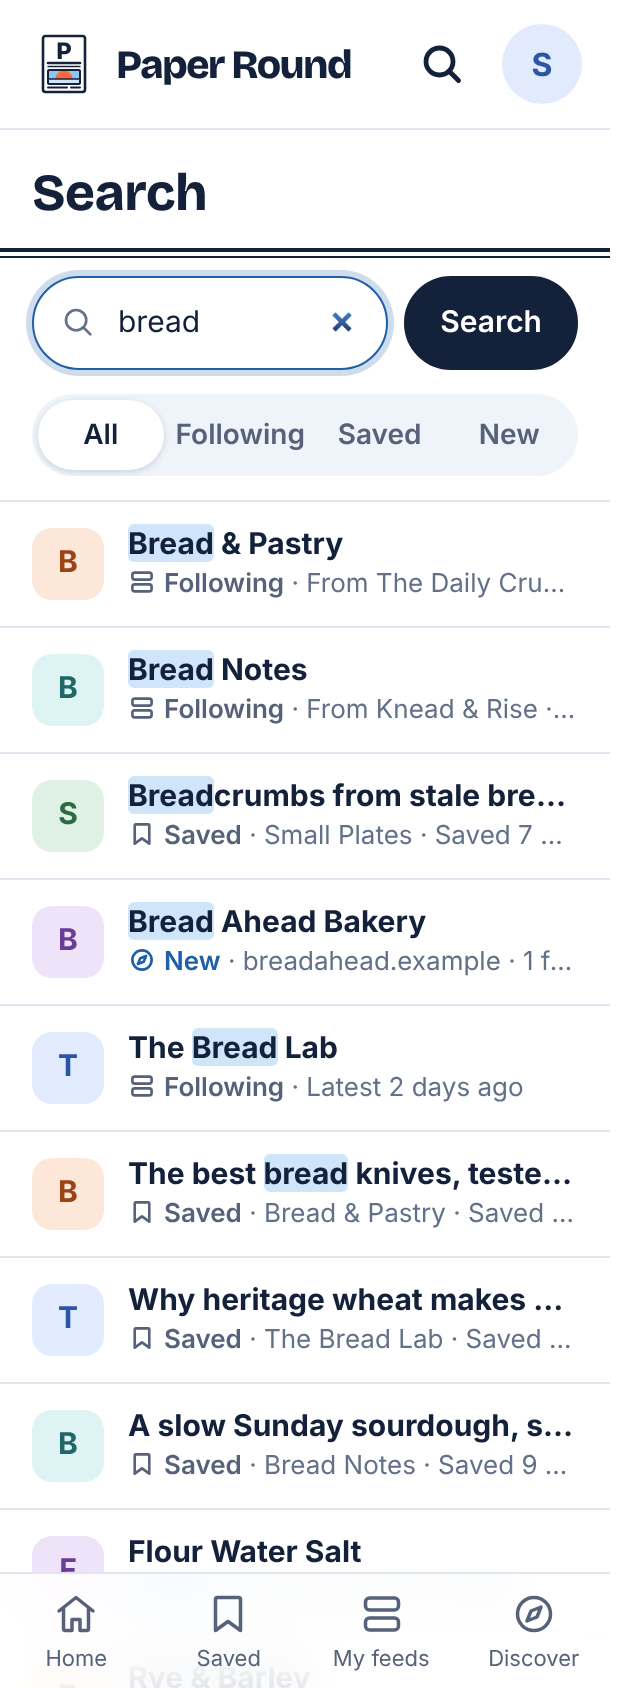 P
Paper Round
S
Search
bread
Search
All Following Saved New
B
Bread & Pastry
Following · From The Daily Cru...
B
Bread Notes
Following · From Knead & Rise ·...
S
Breadcrumbs from stale bre...
Saved · Small Plates · Saved 7 ...
B
Bread Ahead Bakery
New · breadahead.example · 1 f...
T
The Bread Lab
Following · Latest 2 days ago
B
The best bread knives, teste...
Saved · Bread & Pastry · Saved ...
T
Why heritage wheat makes ...
Saved · The Bread Lab · Saved ...
B
A slow Sunday sourdough, s...
Saved · Bread Notes · Saved 9 ...
F
Flour Water Salt
Home Saved My feeds Discover
Rye & Barley